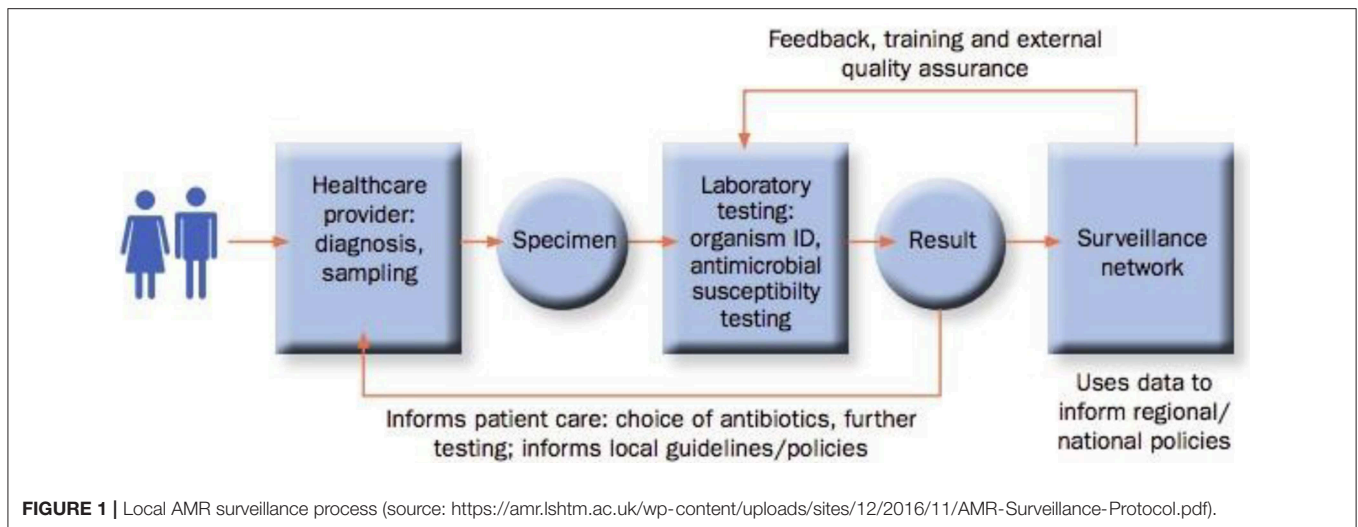 Feedback, training and external
quality assurance
Healthcare
provider:
diagnosis,
sampling
Specimen
Laboratory
testing:
organism ID,
antimicrobial
susceptibilty
testing
Result
Surveillance
network
Informs patient care: choice of antibiotics, further
testing; informs local guidelines/policies
Uses data to
inform regional/
national policies
FIGURE 1 | Local AMR surveillance process (source: https://amr.lshtm.ac.uk/wp-content/uploads/sites/12/2016/11/AMR-Surveillance-Protocol.pdf).